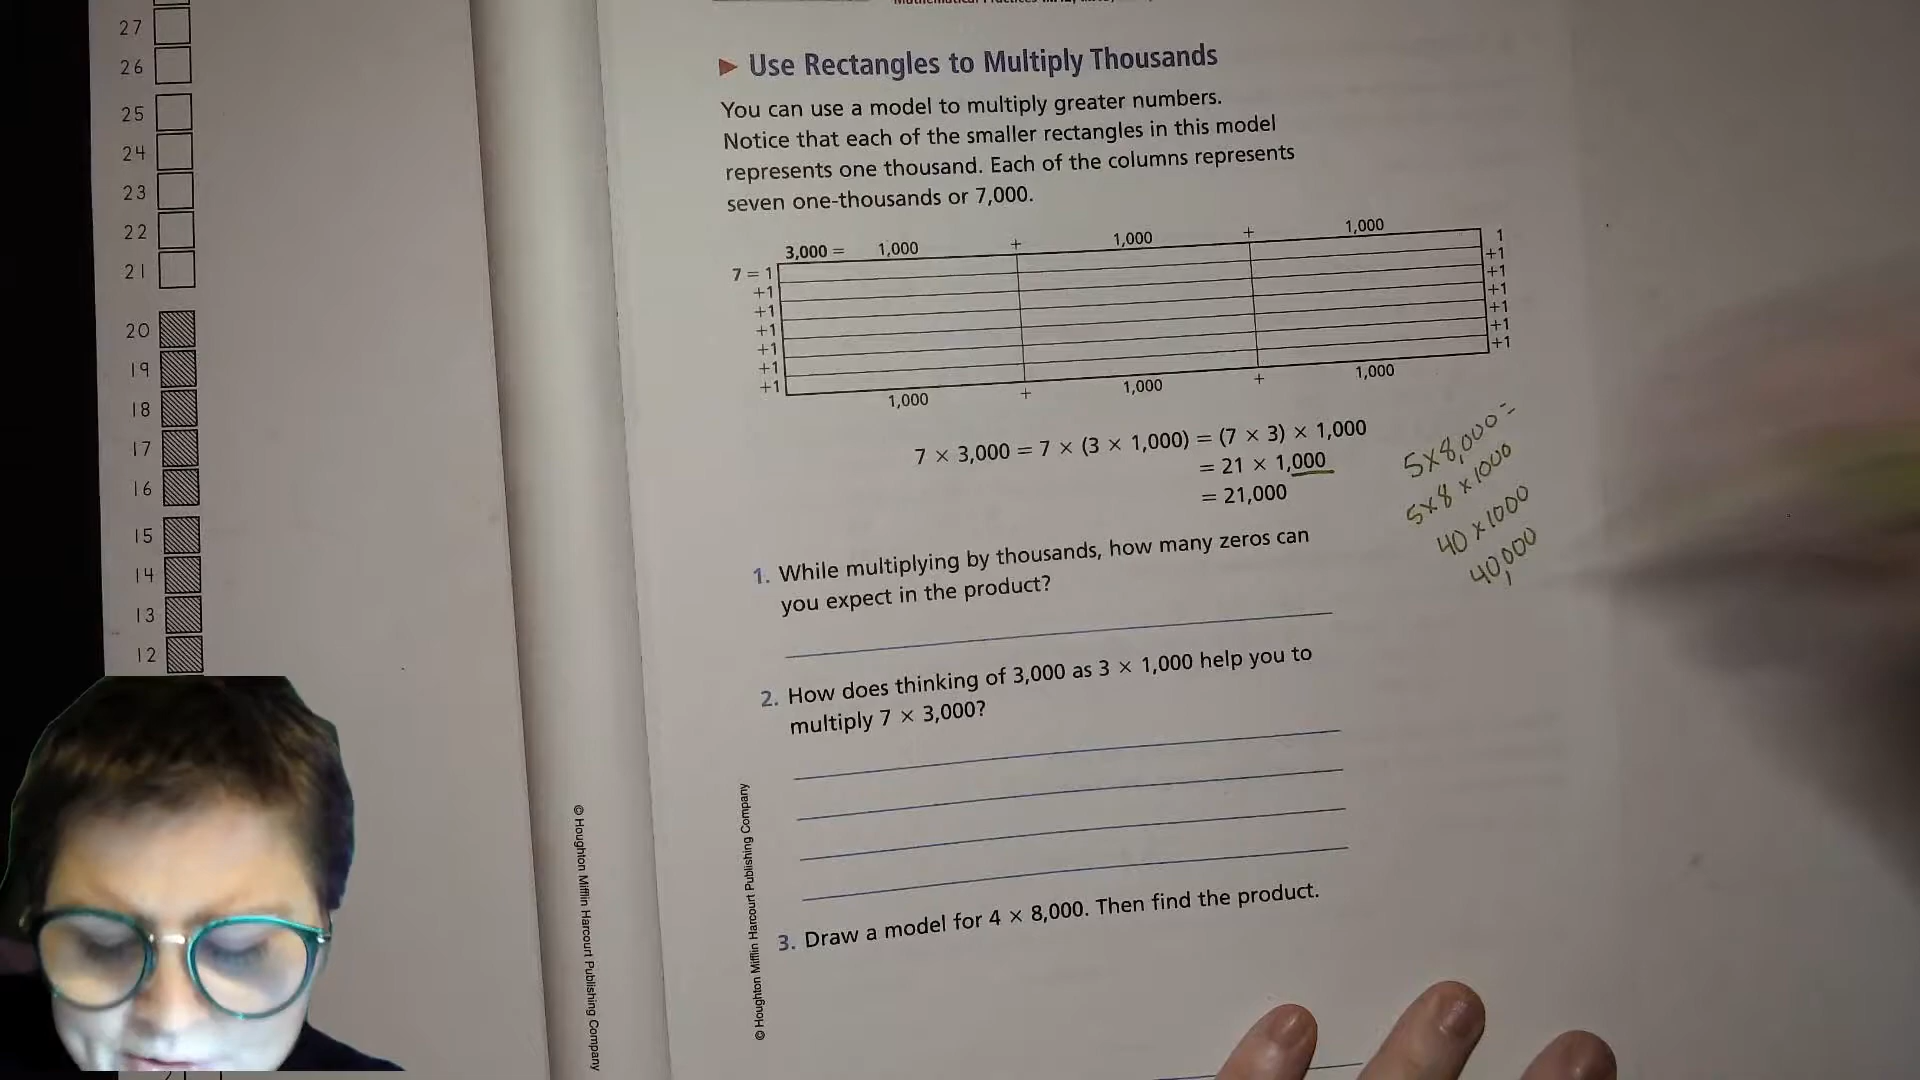 27
26
25
24
23
22
21
20
19
18
17
16
15
14
13
12
► Use Rectangles to Multiply Thousands
You can use a model to multiply greater numbers.
Notice that each of the smaller rectangles in this model
represents one thousand. Each of the columns represents
seven one-thousands or 7,000.
3,000 = 1,000 + 1,000 + 1,000
7 = 1
+1
+1
+1
+1
+1
+1
1
+1
+1
+1
+1
+1
+1
1,000 + 1,000 + 1,000
7 × 3,000 = 7 × (3 × 1,000) = (7 × 3) × 1,000
= 21 × 1,000
= 21,000
5×8,000=
5×8×1000
40×1000
40,000
1. While multiplying by thousands, how many zeros can
you expect in the product?
2. How does thinking of 3,000 as 3 × 1,000 help you to
multiply 7 × 3,000?
3. Draw a model for 4 × 8,000. Then find the product.
© Houghton Mifflin Harcourt Publishing Company
© Houghton Mifflin Harcourt Publishing Company